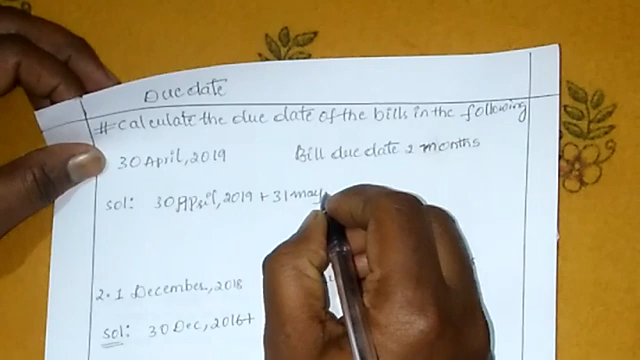 Due date
# Calculate the due date of the bills in the following
30 April, 2019 Bill due date 2 months
sol: 30 April, 2019 + 31 may
2. 1 December, 2018
sol: 30 Dec, 2016 +